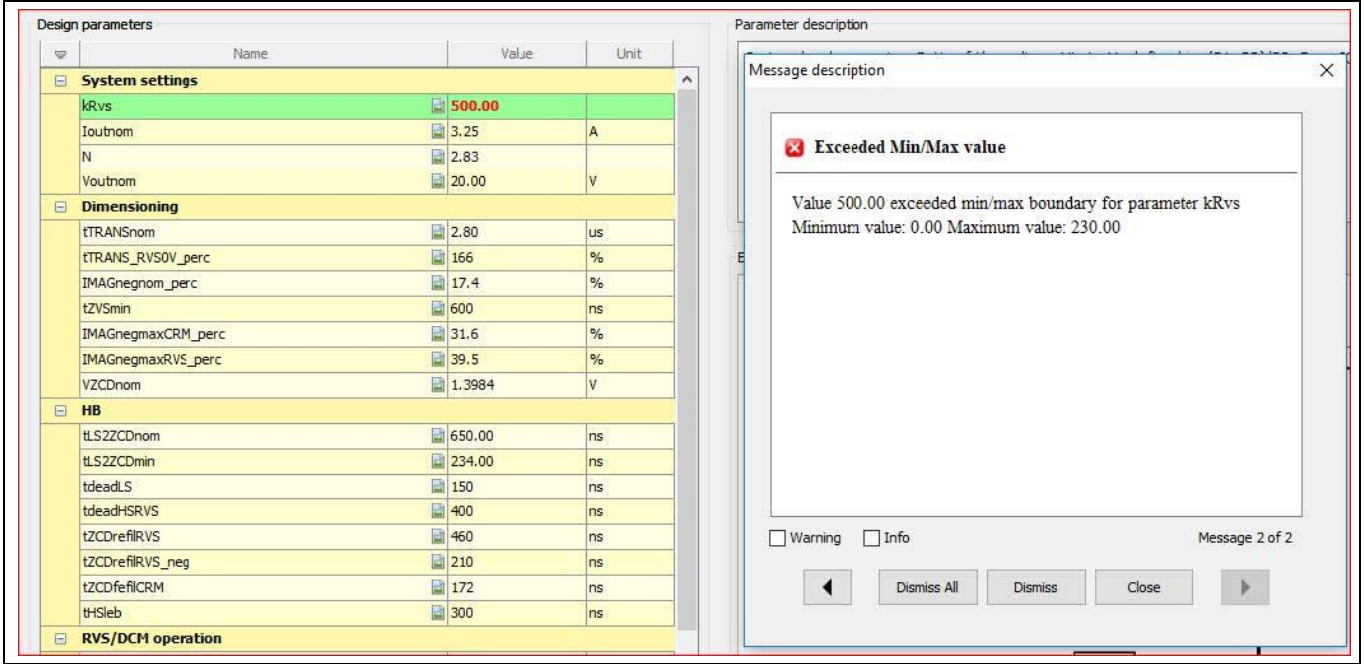 Design parameters
Name Value Unit
System settings
kRvs 500.00
Ioutnom 3.25 A
N 2.83
Voutnom 20.00 V
Dimensioning
tTRANSnom 2.80 us
tTRANS_RVS0V_perc 166 %
IMAGnegnom_perc 17.4 %
tZVSmin 600 ns
IMAGnegmaxCRM_perc 31.6 %
IMAGnegmaxRVS_perc 39.5 %
VZCDnom 1.3984 V
HB
tLS2ZCDnom 650.00 ns
tLS2ZCDmin 234.00 ns
tdeadLS 150 ns
tdeadHSRVS 400 ns
tZCDrefilRVS 460 ns
tZCDrefilRVS_neg 210 ns
tZCDfefilCRM 172 ns
tHSleb 300 ns
RVS/DCM operation
Parameter description
Message description
Exceeded Min/Max value
Value 500.00 exceeded min/max boundary for parameter kRvs
Minimum value: 0.00 Maximum value: 230.00
Warning Info Message 2 of 2
Dismiss All Dismiss Close